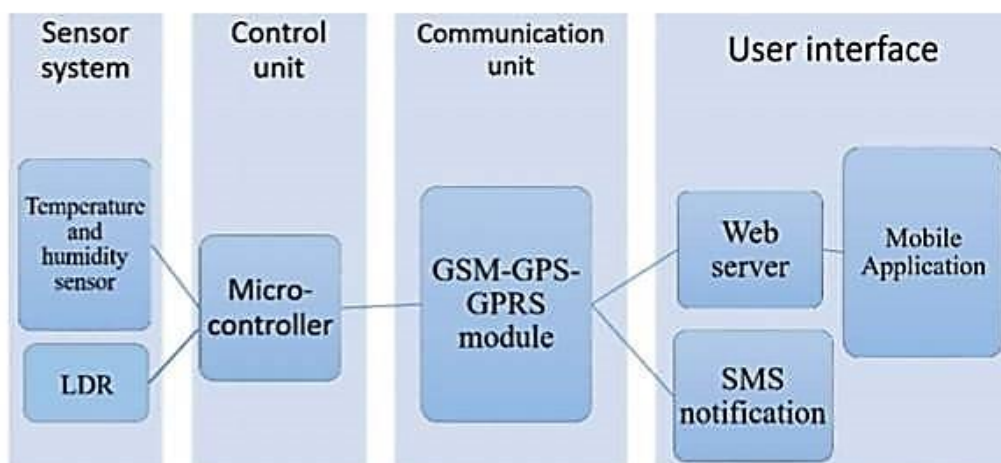 Sensor
system
Control
unit
Communication
unit
User interface
Temperature
and
humidity
sensor
LDR
Micro-
controller
GSM-GPS-
GPRS
module
Web
server
SMS
notification
Mobile
Application